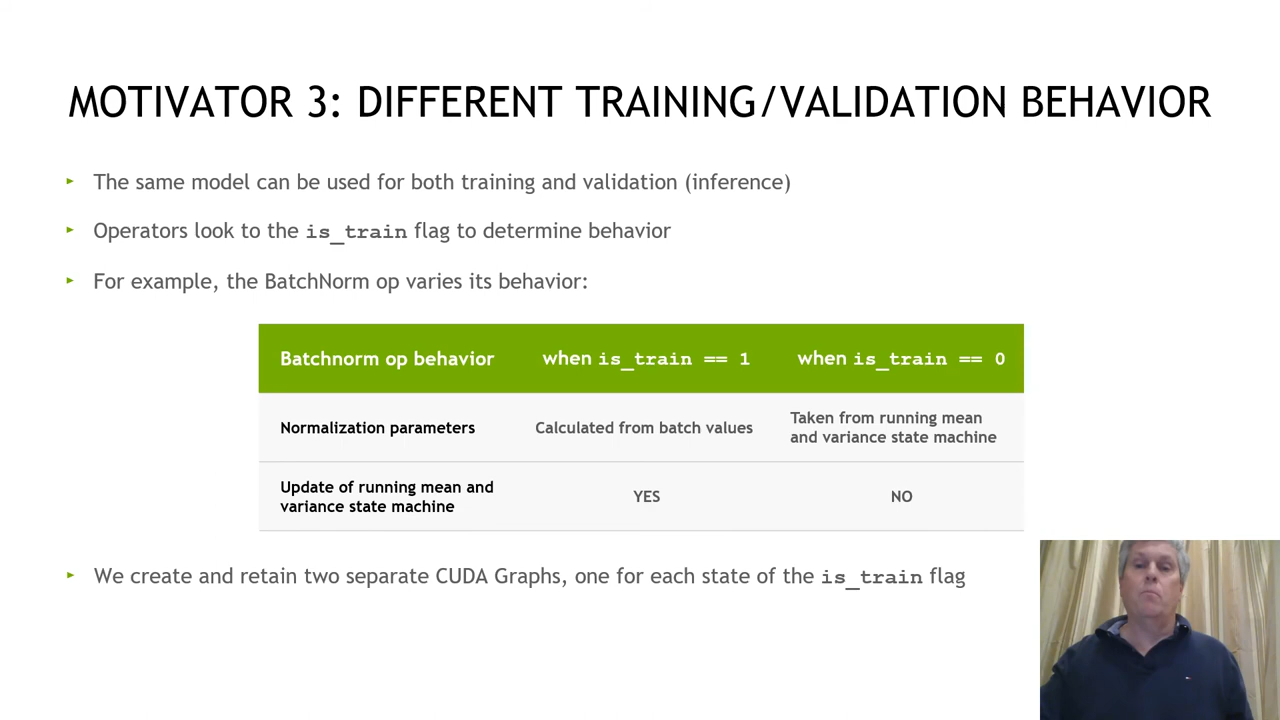 MOTIVATOR 3: DIFFERENT TRAINING/VALIDATION BEHAVIOR
The same model can be used for both training and validation (inference)
Operators look to the is_train flag to determine behavior
For example, the BatchNorm op varies its behavior:
Batchnorm op behavior when is_train == 1 when is_train == 0
Normalization parameters Calculated from batch values Taken from running mean
and variance state machine
Update of running mean and
variance state machine YES NO
We create and retain two separate CUDA Graphs, one for each state of the is_train flag